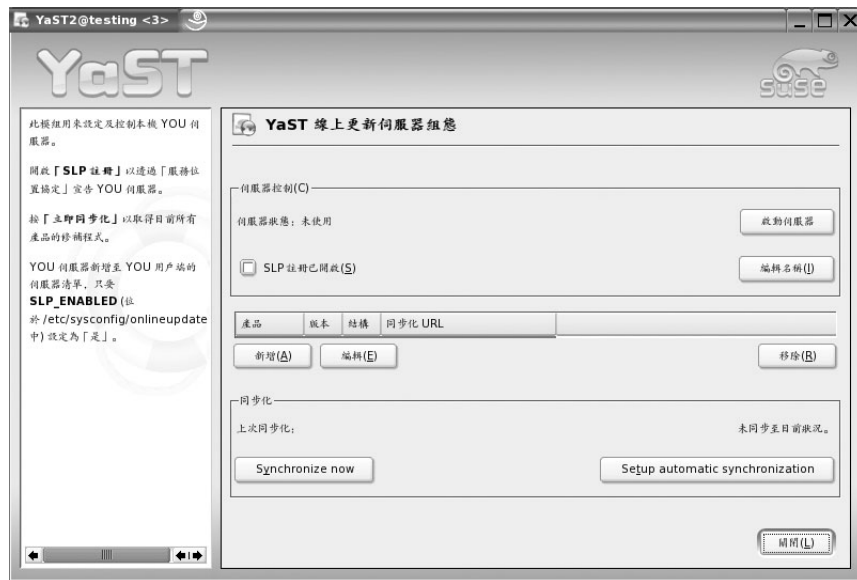 YaST2@testing <3>
YaST
suse
此模組用來設定及控制本機 YOU 伺
服器。
開啟「SLP 註冊」以透過「服務位
置協定」宣告 YOU 伺服器。
按「立即同步化」以取得目前所有
產品的修補程式。
YOU 伺服器新增至 YOU 用戶端的
伺服器清單，只要
SLP_ENABLED (位
於 /etc/sysconfig/onlineupdate
中) 設定為「是」。
YaST 線上更新伺服器組態
伺服器控制(C)
伺服器狀態：未使用
啟動伺服器
SLP 註冊已開啟(S)
編輯名稱(I)
產品 版本 結構 同步化 URL
新增(A) 編輯(E) 移除(R)
同步化
上次同步化： 未同步至目前狀況。
Synchronize now Setup automatic synchronization
關閉(L)